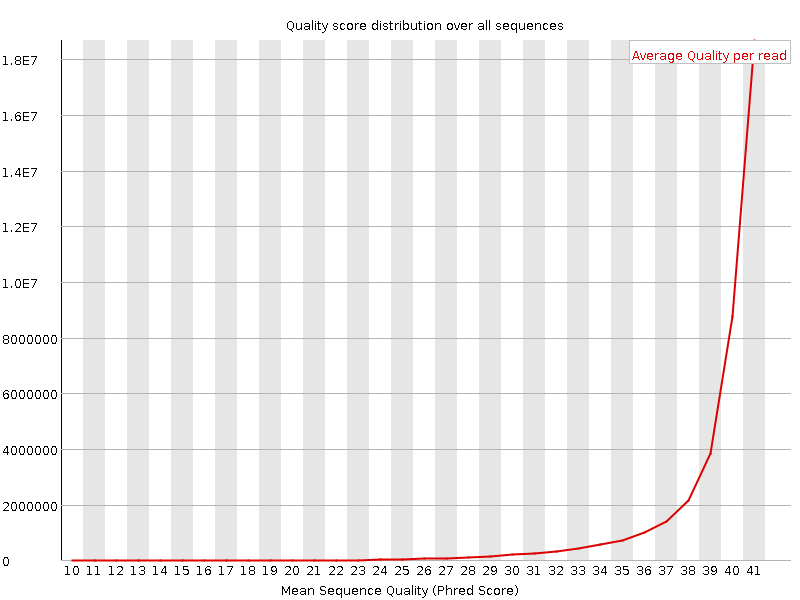 Quality score distribution over all sequences
Average Quality per read
1.8E7
1.6E7
1.4E7
1.2E7
1.0E7
8000000
6000000
4000000
2000000
0
10 11 12 13 14 15 16 17 18 19 20 21 22 23 24 25 26 27 28 29 30 31 32 33 34 35 36 37 38 39 40 41
Mean Sequence Quality (Phred Score)